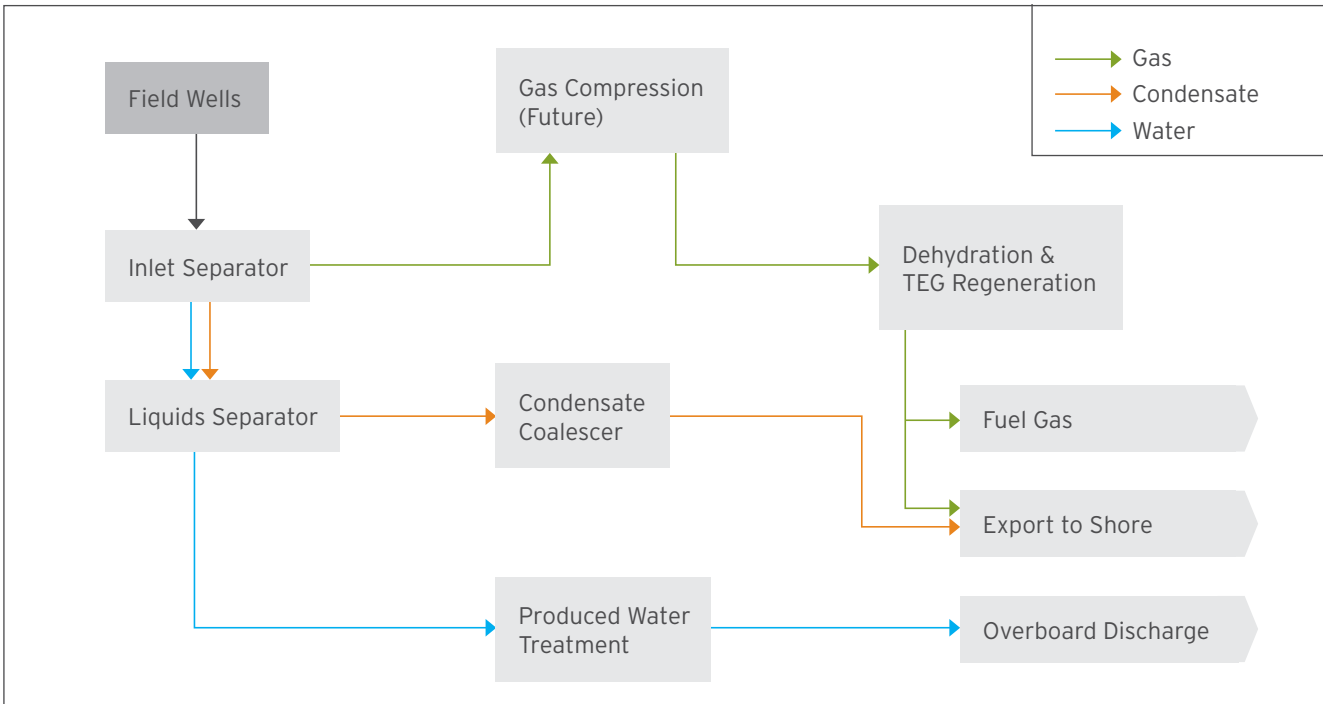 Gas
Condensate
Water
Field Wells
Gas Compression
(Future)
Inlet Separator
Dehydration &
TEG Regeneration
Liquids Separator
Condensate
Coalescer
Fuel Gas
Export to Shore
Produced Water
Treatment
Overboard Discharge